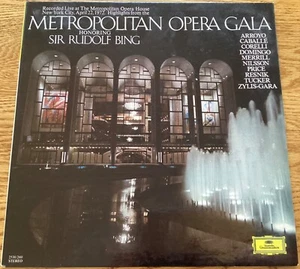 Recorded Live at The Metropolitan Opera House
New York City, April 22, 1972. Highlights from the
METROPOLITAN OPERA GALA
HONORING
SIR RUDOLF BING
ARROYO
CABALLE
CORELLI
DOMINGO
MERRILL
NILSSON
PRICE
RESNIK
TUCKER
ZYLIS-GARA
STEREO